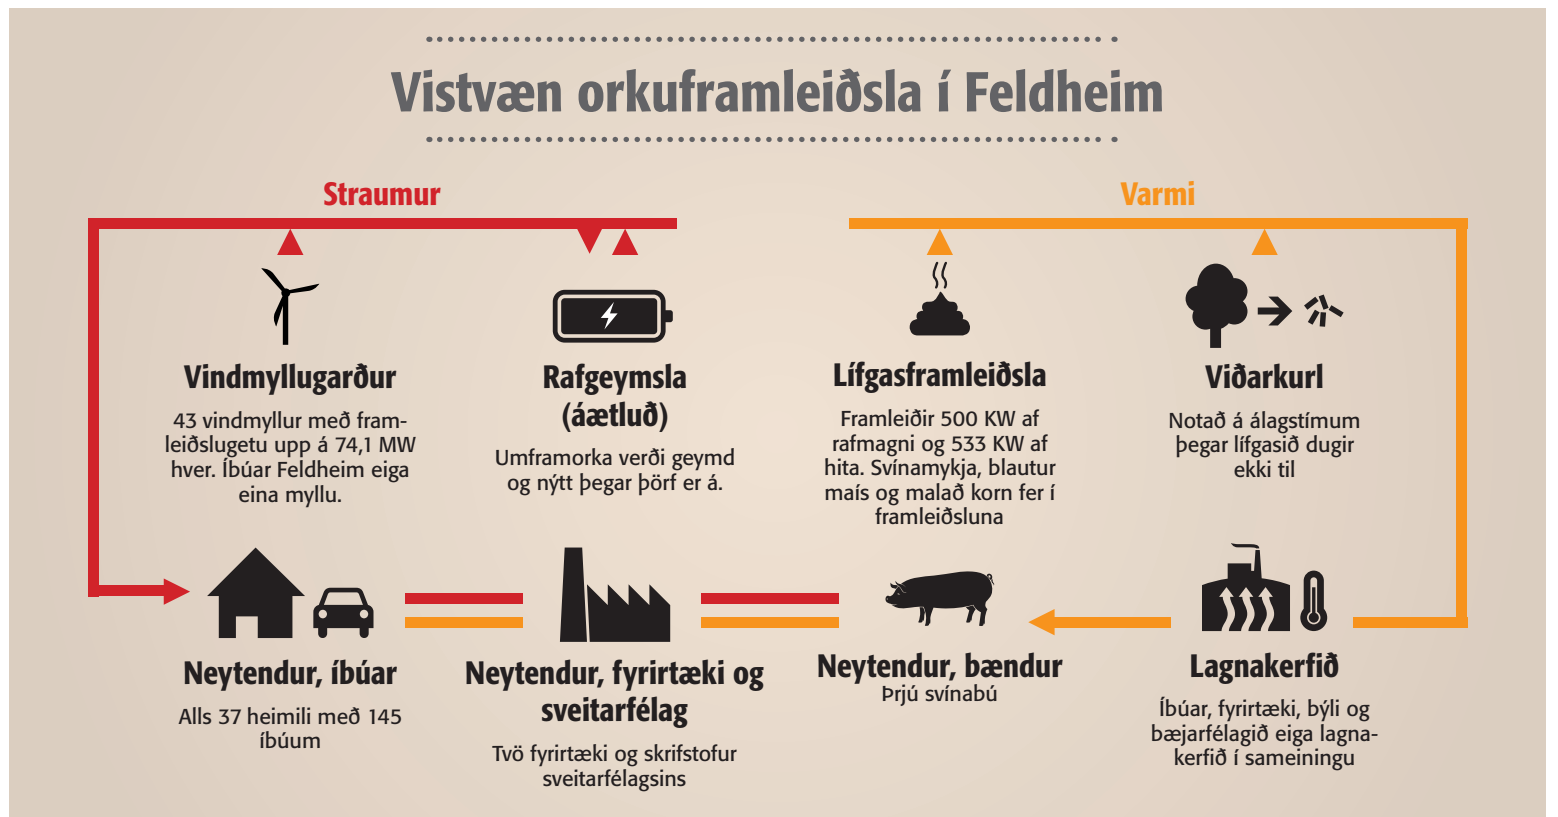 Vistvæn orkuframleiðsla í Feldheim
Straumur
Varmi
Vindmyllugarður
43 vindmyllur með fram-
leiðslugetu upp á 74,1 MW
hver. Íbúar Feldheim eiga
eina myllu.
Rafgeymsla
(áætluð)
Umframorka verði geymd
og nýtt þegar þörf er á.
Lífgasframleiðsla
Framleiðir 500 KW af
rafmagni og 533 KW af
hita. Svínamykja, blautur
maís og malað korn fer í
framleiðsluna
Viðarkurl
Notað á álagstímum
þegar lífgasið dugir
ekki til
Neytendur, íbúar
Alls 37 heimili með 145
íbúum
Neytendur, fyrirtæki og
sveitarfélag
Tvö fyrirtæki og skrifstofur
sveitarfélagsins
Neytendur, bændur
Þrjú svínabú
Lagnakerfið
Íbúar, fyrirtæki, býli og
bæjarfélagið eiga lagna-
kerfið í sameiningu